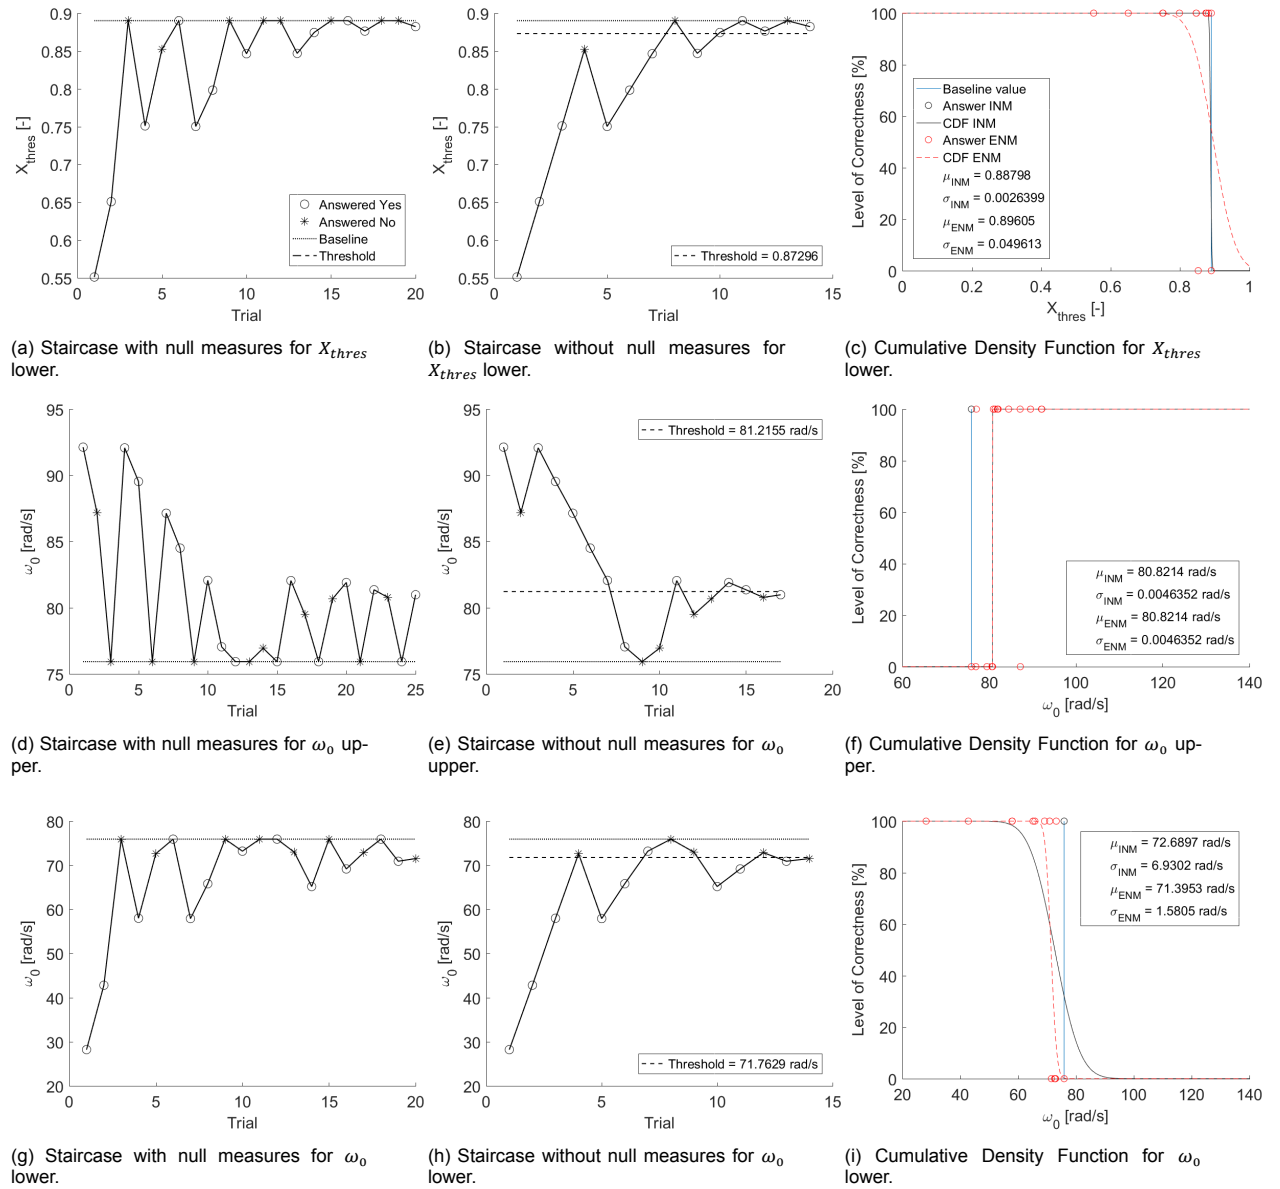 0.9
0.85
0.8
0.75
0.7
0.65
0.6
0.55
X_thres [-]
0 5 10 15 20
Trial
Answered Yes
Answered No
Baseline
Threshold
0.9
0.85
0.8
0.75
0.7
0.65
0.6
0.55
X_thres [-]
0 5 10 15
Trial
Threshold = 0.87296
100
80
60
40
20
0
Level of Correctness [%]
0 0.2 0.4 0.6 0.8 1
X_thres [-]
Baseline value
Answer INM
CDF INM
Answer ENM
CDF ENM
μ_INM = 0.88798
σ_INM = 0.0026399
μ_ENM = 0.89605
σ_ENM = 0.049613
(a) Staircase with null measures for X_thres
lower.
(b) Staircase without null measures for
X_thres lower.
(c) Cumulative Density Function for X_thres
lower.
95
90
85
80
75
70
ω_0 [rad/s]
0 5 10 15 20 25
Trial
95
90
85
80
75
70
ω_0 [rad/s]
0 5 10 15 20
Trial
Threshold = 81.2155 rad/s
100
80
60
40
20
0
Level of Correctness [%]
60 80 100 120 140
ω_0 [rad/s]
μ_INM = 80.8214 rad/s
σ_INM = 0.0046352 rad/s
μ_ENM = 80.8214 rad/s
σ_ENM = 0.0046352 rad/s
(d) Staircase with null measures for ω_0 up-
per.
(e) Staircase without null measures for ω_0
upper.
(f) Cumulative Density Function for ω_0 up-
per.
80
70
60
50
40
30
20
ω_0 [rad/s]
0 5 10 15 20
Trial
80
70
60
50
40
30
20
ω_0 [rad/s]
0 5 10 15
Trial
Threshold = 71.7629 rad/s
100
80
60
40
20
0
Level of Correctness [%]
20 40 60 80 100 120 140
ω_0 [rad/s]
μ_INM = 72.6897 rad/s
σ_INM = 6.9302 rad/s
μ_ENM = 71.3953 rad/s
σ_ENM = 1.5805 rad/s
(g) Staircase with null measures for ω_0
lower.
(h) Staircase without null measures for ω_0
lower.
(i) Cumulative Density Function for ω_0
lower.